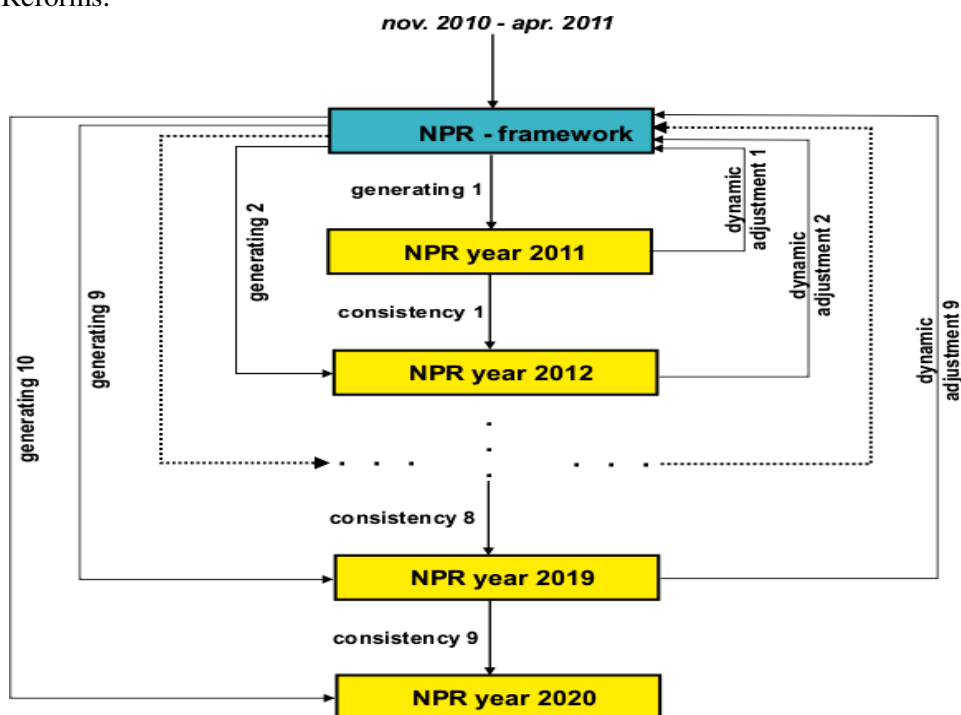 Reforms.
nov. 2010 - apr. 2011
NPR - framework
generating 1
generating 2
generating 9
generating 10
dynamic
adjustment 1
dynamic
adjustment 2
dynamic
adjustment 9
NPR year 2011
consistency 1
NPR year 2012
consistency 8
NPR year 2019
consistency 9
NPR year 2020